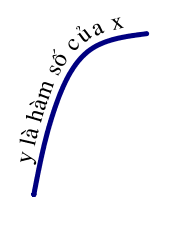 y là hàm số của x